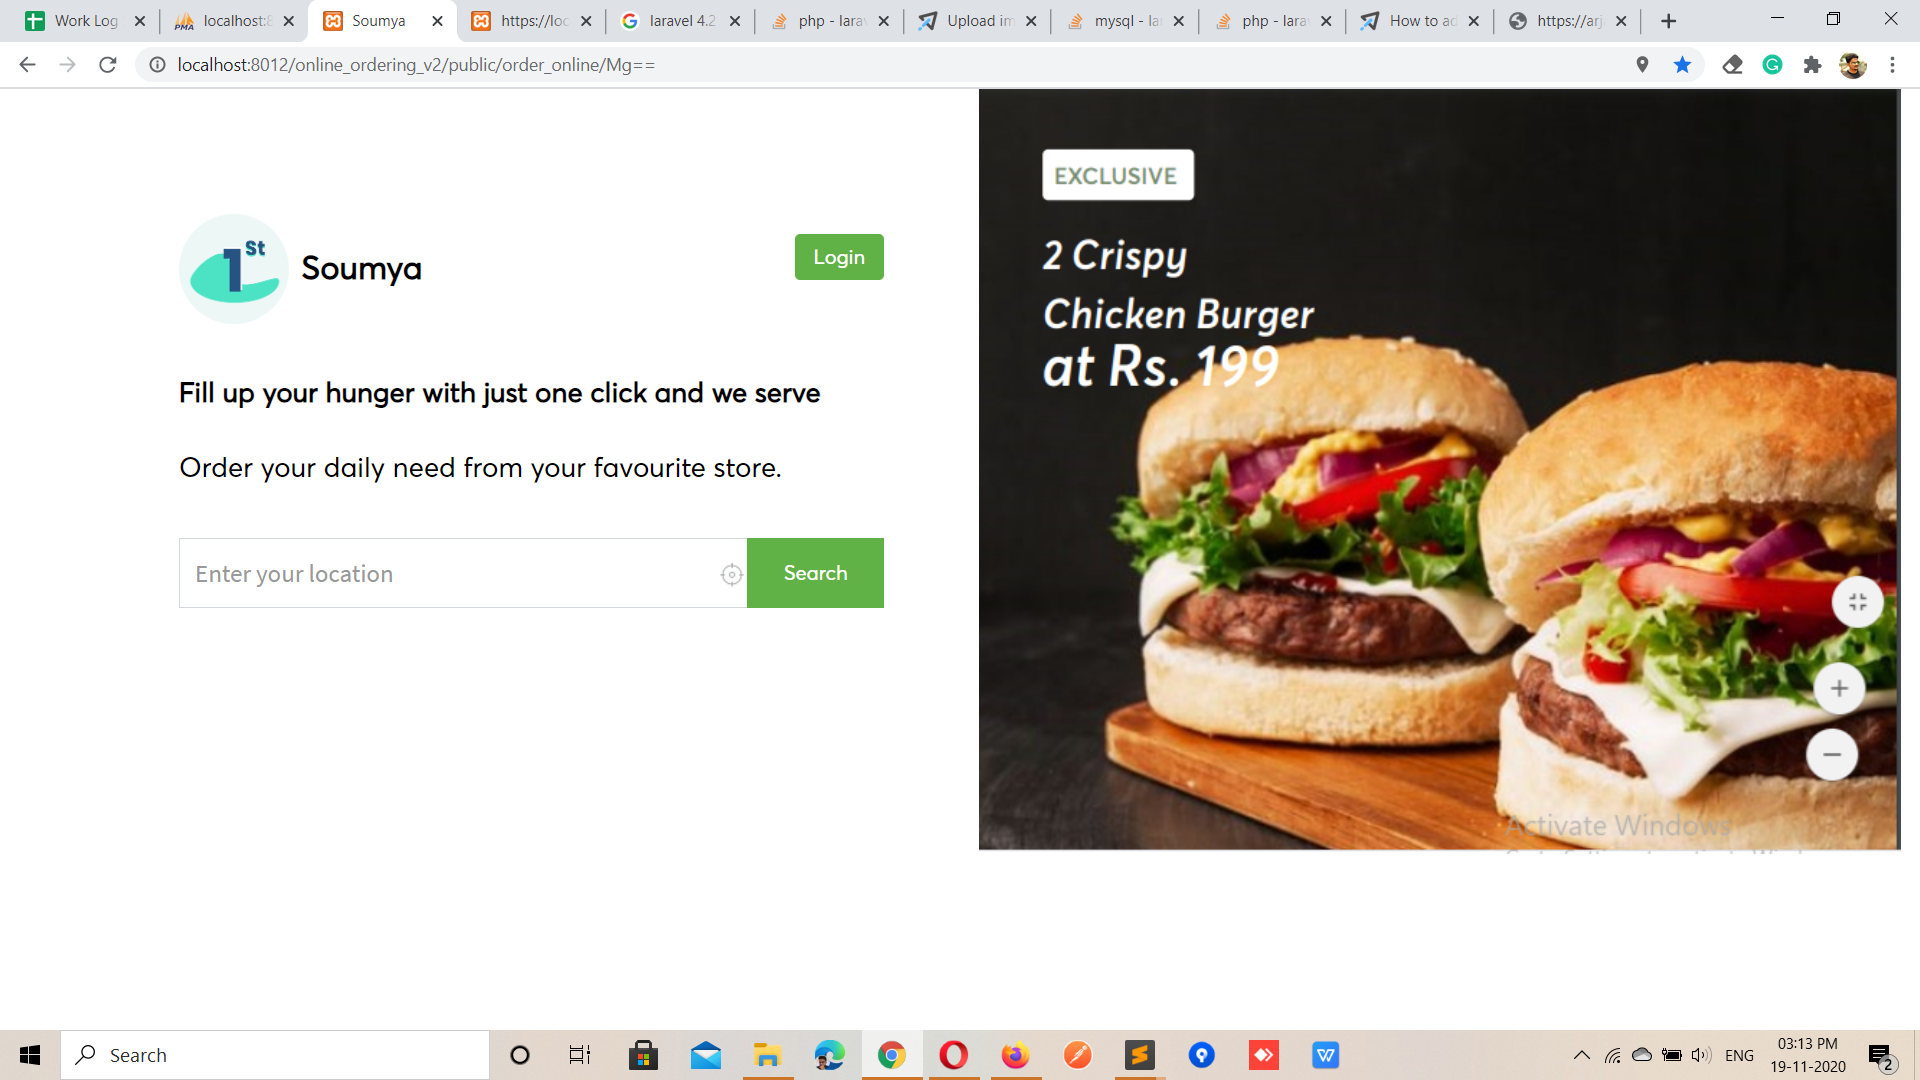 Work Log
localhost:8
Soumya
https://loc
laravel 4.2
php - lara
Upload im
mysql - la
php - lara
How to ad
https://arj
localhost:8012/online_ordering_v2/public/order_online/Mg==
1St
Soumya
Login
Fill up your hunger with just one click and we serve
Order your daily need from your favourite store.
Enter your location
Search
EXCLUSIVE
2 Crispy
Chicken Burger
at Rs. 199
Activate Windows
Search
ENG
03:13 PM
19-11-2020
2